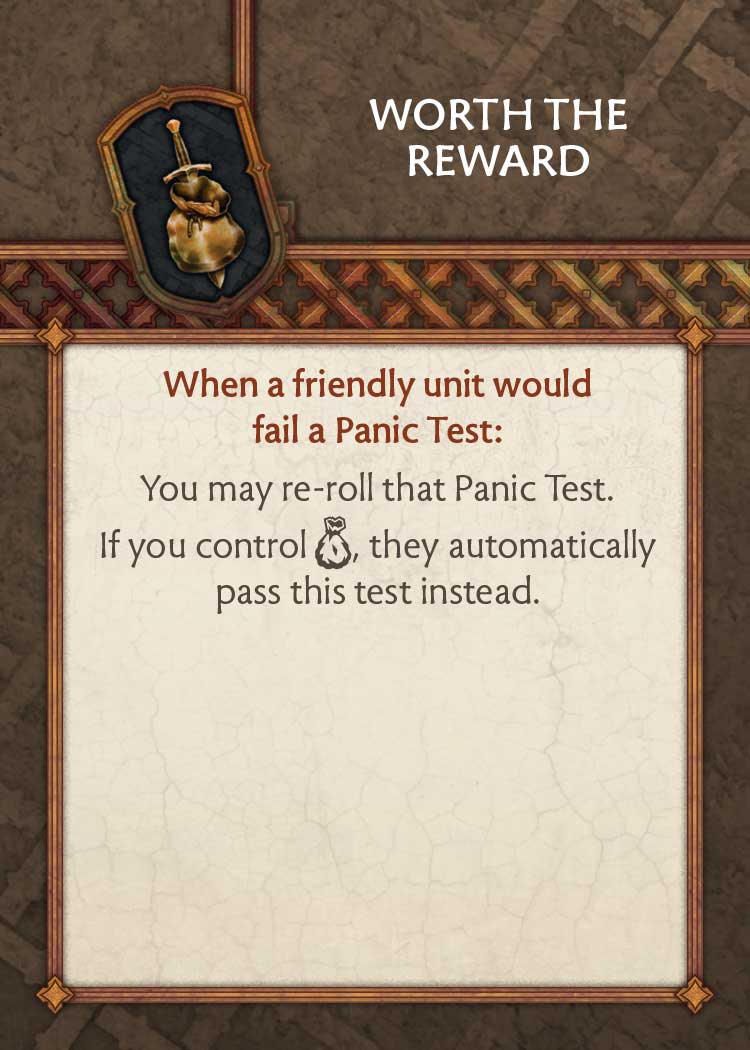 WORTH THE
REWARD
When a friendly unit would
fail a Panic Test:
You may re-roll that Panic Test.
If you control , they automatically
pass this test instead.